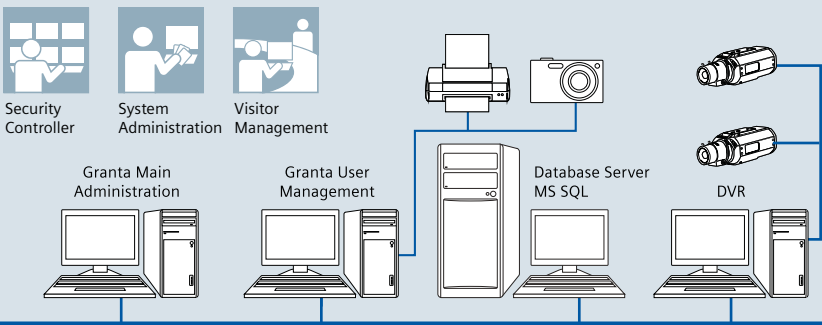 Security
Controller
System
Administration
Visitor
Management
Granta Main
Administration
Granta User
Management
Database Server
MS SQL
DVR